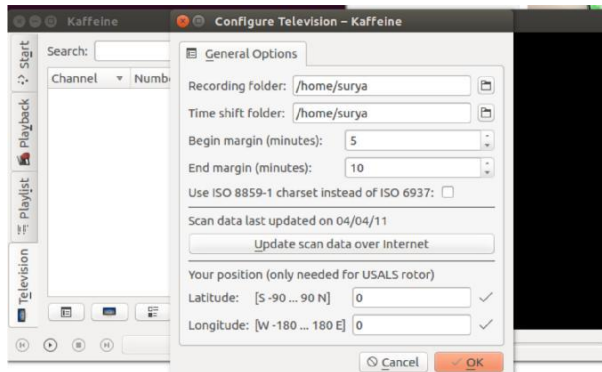 Kaffeine
Configure Television – Kaffeine
Start
Playback
Playlist
Television
Search:
Channel
Numb
General Options
Recording folder: /home/surya
Time shift folder: /home/surya
Begin margin (minutes): 5
End margin (minutes): 10
Use ISO 8859-1 charset instead of ISO 6937:
Scan data last updated on 04/04/11
Update scan data over Internet
Your position (only needed for USALS rotor)
Latitude: [S -90 ... 90 N] 0
Longitude: [W -180 ... 180 E] 0
Cancel
OK